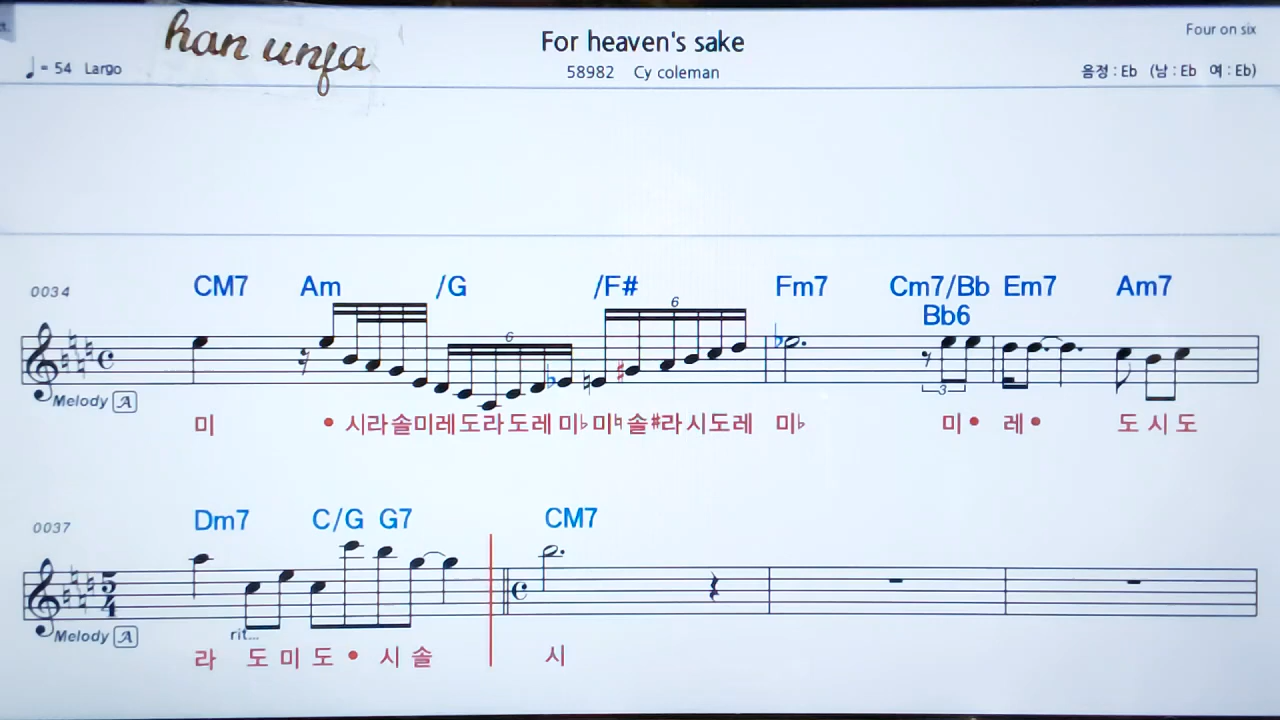 han unja
For heaven's sake
Four on six
♩= 54 Largo
58982 Cy coleman
음정 : Eb (남 : Eb 여 : Eb)
0034
CM7 Am /G /F# Fm7 Cm7/Bb Em7 Am7
Bb6
6 6
3
Melody A
미 • 시라솔미레도라도레 미♭미♮솔#라시도레 미♭ 미• 레• 도시도
0037
Dm7 C/G G7 CM7
5
4
rit...
Melody A
라 도미도 • 시솔 시